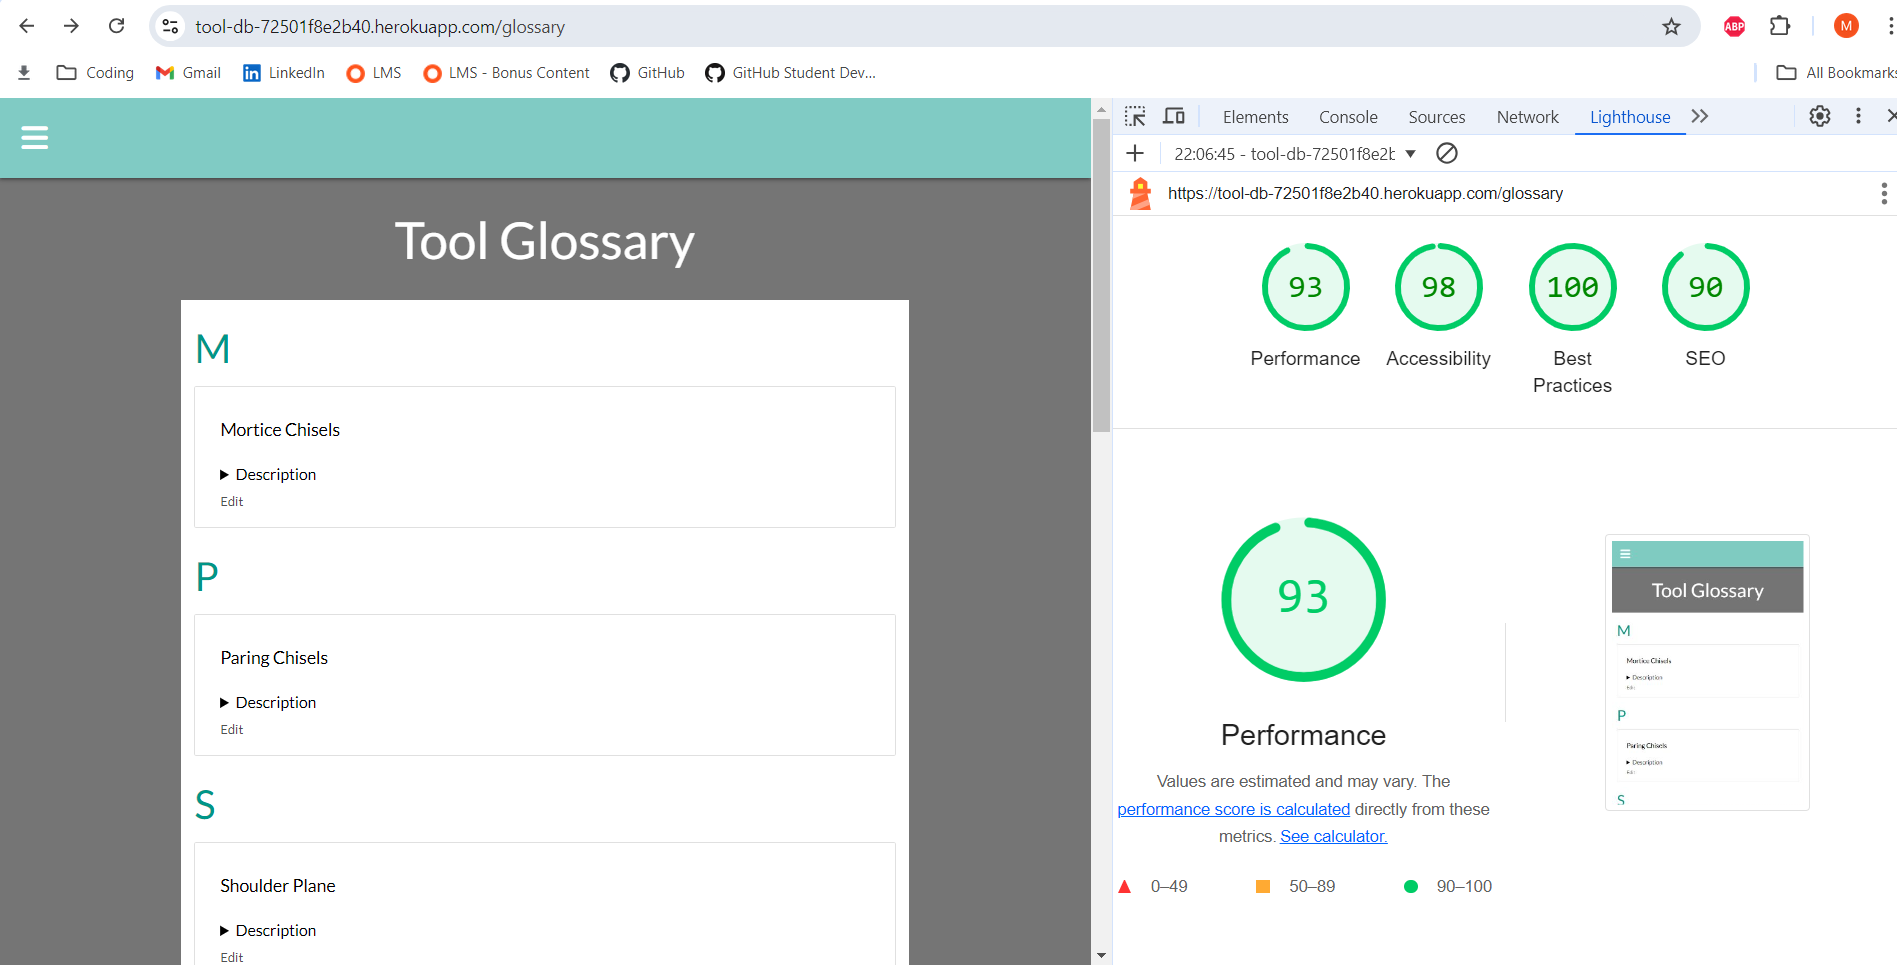 tool-db-72501f8e2b40.herokuapp.com/glossary
ABP
M
Coding
Gmail
LinkedIn
LMS
LMS - Bonus Content
GitHub
GitHub Student Dev...
All Bookmarks
Tool Glossary
M
Mortice Chisels
Description
Edit
P
Paring Chisels
Description
Edit
S
Shoulder Plane
Description
Edit
Elements
Console
Sources
Network
Lighthouse
22:06:45 - tool-db-72501f8e2b
https://tool-db-72501f8e2b40.herokuapp.com/glossary
93
98
100
90
Performance
Accessibility
Best
Practices
SEO
93
Performance
Values are estimated and may vary. The
performance score is calculated directly from these
metrics. See calculator.
0–49
50–89
90–100
Tool Glossary
M
Mortice Chisels
Description
Edit
P
Paring Chisels
Description
Edit
S